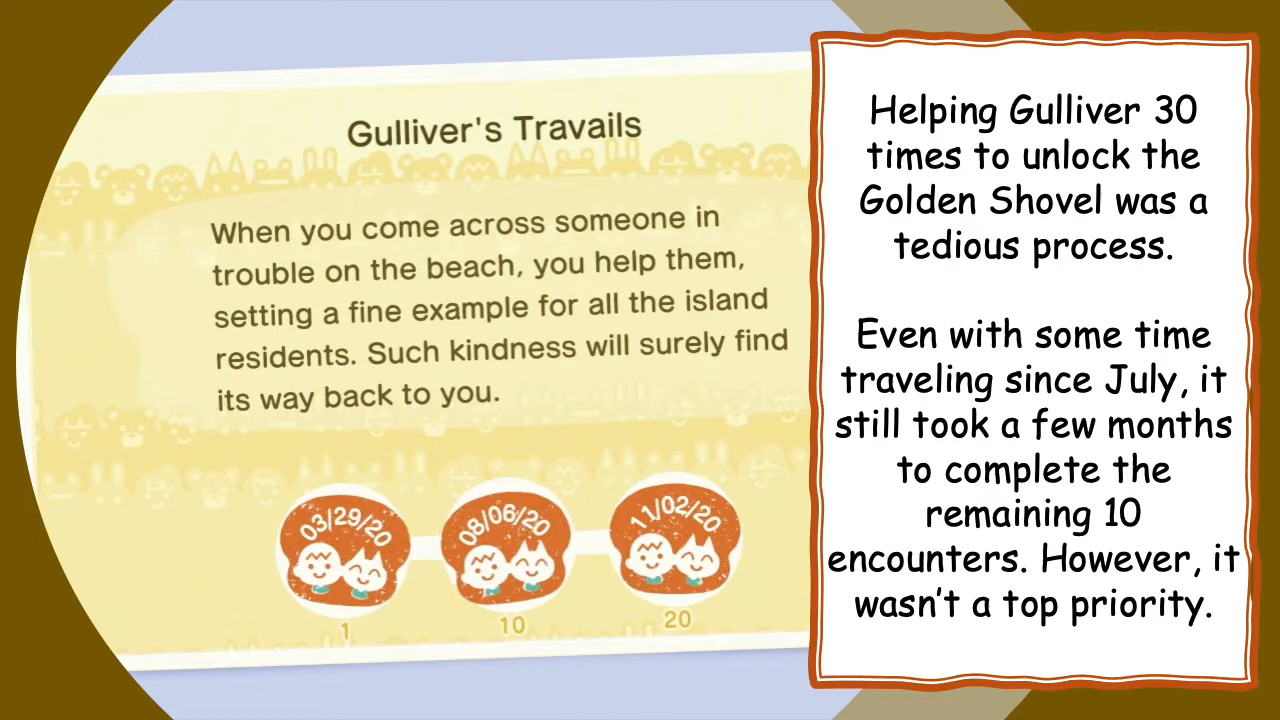 Gulliver's Travails
When you come across someone in
trouble on the beach, you help them,
setting a fine example for all the island
residents. Such kindness will surely find
its way back to you.
03/29/20
08/06/20
11/02/20
1
10
20
Helping Gulliver 30
times to unlock the
Golden Shovel was a
tedious process.
Even with some time
traveling since July, it
still took a few months
to complete the
remaining 10
encounters. However, it
wasn't a top priority.